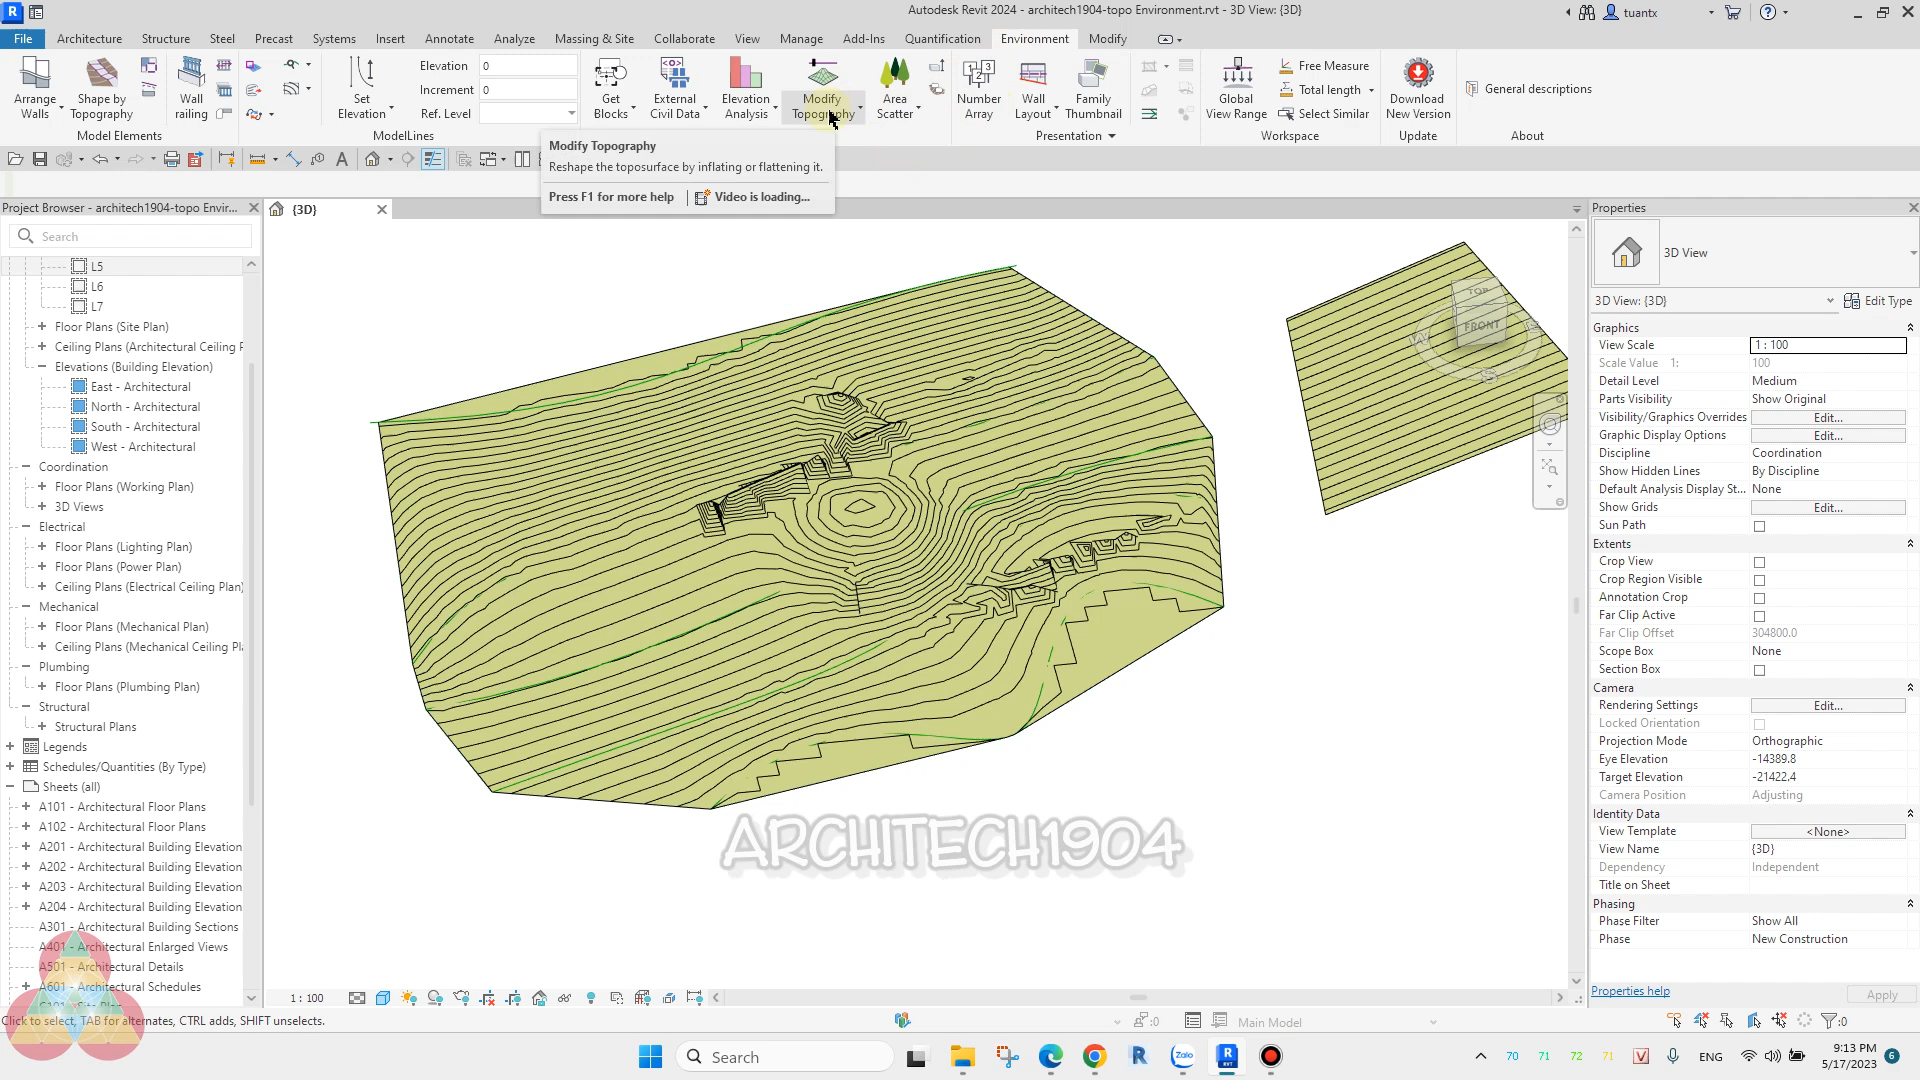 Autodesk Revit 2024 - architech1904-topo Environment.rvt - 3D View: {3D}
tuantx
File
Architecture
Structure
Steel
Precast
Systems
Insert
Annotate
Analyze
Massing & Site
Collaborate
View
Manage
Add-Ins
Quantification
Environment
Modify
Arrange Walls
Shape by Topography
Model Elements
Wall railing
Set Elevation
Elevation 0
Increment 0
Ref. Level
ModelLines
Get Blocks
External Civil Data
Elevation Analysis
Modify Topography
Area Scatter
Number Array
Wall Layout
Family Thumbnail
Presentation
Global View Range
Free Measure
Total length
Select Similar
Workspace
Download New Version
Update
General descriptions
About
Modify Topography
Reshape the toposurface by inflating or flattening it.
Press F1 for more help
Video is loading...
Project Browser - architech1904-topo Envir...
Search
L5
L6
L7
Floor Plans (Site Plan)
Ceiling Plans (Architectural Ceiling P
Elevations (Building Elevation)
East - Architectural
North - Architectural
South - Architectural
West - Architectural
Coordination
Floor Plans (Working Plan)
3D Views
Electrical
Floor Plans (Lighting Plan)
Floor Plans (Power Plan)
Ceiling Plans (Electrical Ceiling Plan)
Mechanical
Floor Plans (Mechanical Plan)
Ceiling Plans (Mechanical Ceiling Pl
Plumbing
Floor Plans (Plumbing Plan)
Structural
Structural Plans
Legends
Schedules/Quantities (By Type)
Sheets (all)
A101 - Architectural Floor Plans
A102 - Architectural Floor Plans
A201 - Architectural Building Elevation
A202 - Architectural Building Elevation
A203 - Architectural Building Elevation
A204 - Architectural Building Elevation
A301 - Architectural Building Sections
A401 - Architectural Enlarged Views
A501 - Architectural Details
A601 - Architectural Schedules
{3D}
TOP
FRONT
ARCHITECH1904
1 : 100
Properties
3D View
3D View: {3D}
Edit Type
Graphics
View Scale 1 : 100
Scale Value 1: 100
Detail Level Medium
Parts Visibility Show Original
Visibility/Graphics Overrides Edit...
Graphic Display Options Edit...
Discipline Coordination
Show Hidden Lines By Discipline
Default Analysis Display St... None
Show Grids Edit...
Sun Path
Extents
Crop View
Crop Region Visible
Annotation Crop
Far Clip Active
Far Clip Offset 304800.0
Scope Box None
Section Box
Camera
Rendering Settings Edit...
Locked Orientation
Projection Mode Orthographic
Eye Elevation -14389.8
Target Elevation -21422.4
Camera Position Adjusting
Identity Data
View Template <None>
View Name {3D}
Dependency Independent
Title on Sheet
Phasing
Phase Filter Show All
Phase New Construction
Properties help
Apply
Click to select, TAB for alternates, CTRL adds, SHIFT unselects.
:0
Main Model
:0
Search
Zalo
70 71 72 71
ENG
9:13 PM
5/17/2023
6